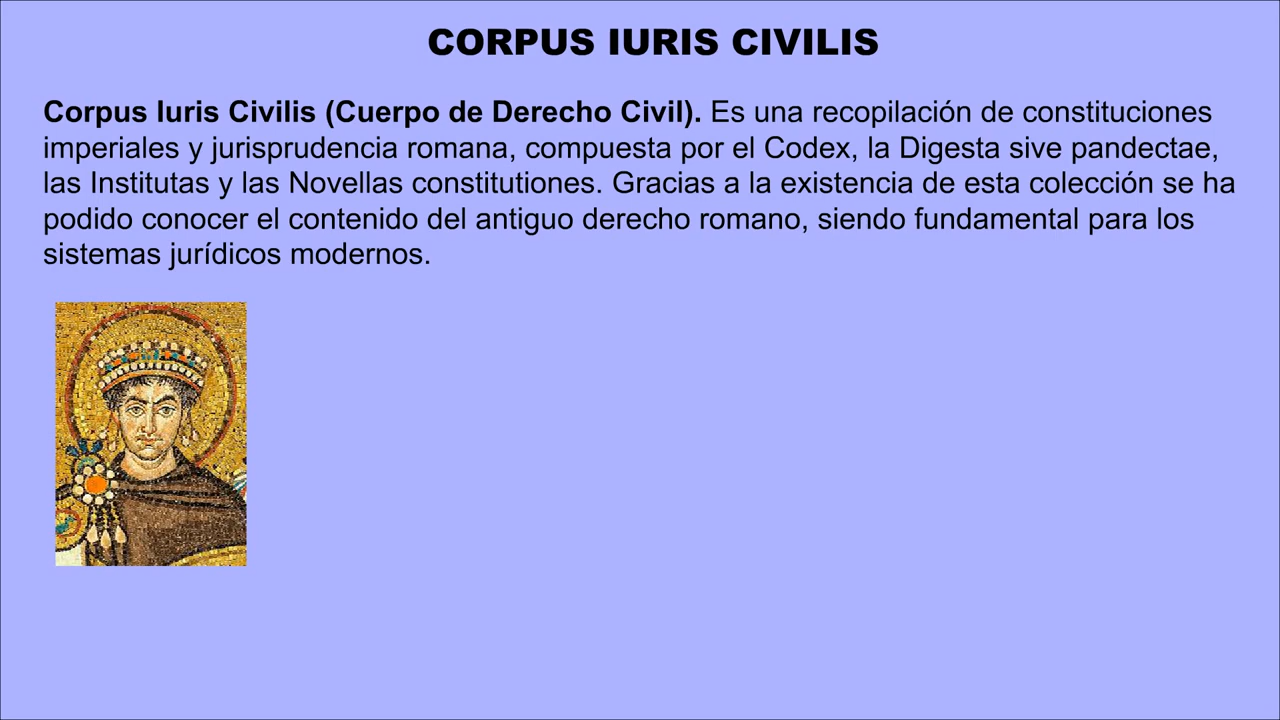 CORPUS IURIS CIVILIS
Corpus Iuris Civilis (Cuerpo de Derecho Civil). Es una recopilación de constituciones
imperiales y jurisprudencia romana, compuesta por el Codex, la Digesta sive pandectae,
las Institutas y las Novellas constitutiones. Gracias a la existencia de esta colección se ha
podido conocer el contenido del antiguo derecho romano, siendo fundamental para los
sistemas jurídicos modernos.